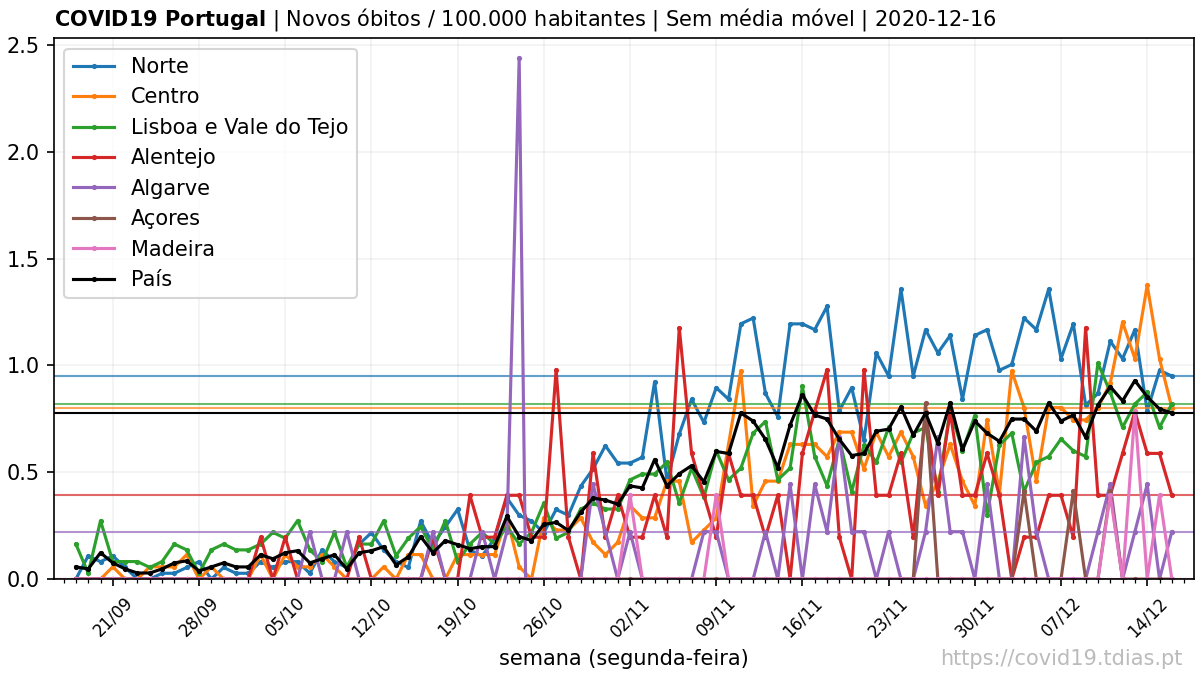 COVID19 Portugal | Novos óbitos / 100.000 habitantes | Sem média móvel | 2020-12-16
2.5
2.0
1.5
1.0
0.5
0.0
Norte
Centro
Lisboa e Vale do Tejo
Alentejo
Algarve
Açores
Madeira
País
21/09 28/09 05/10 12/10 19/10 26/10 02/11 09/11 16/11 23/11 30/11 07/12 14/12
semana (segunda-feira)
https://covid19.tdias.pt